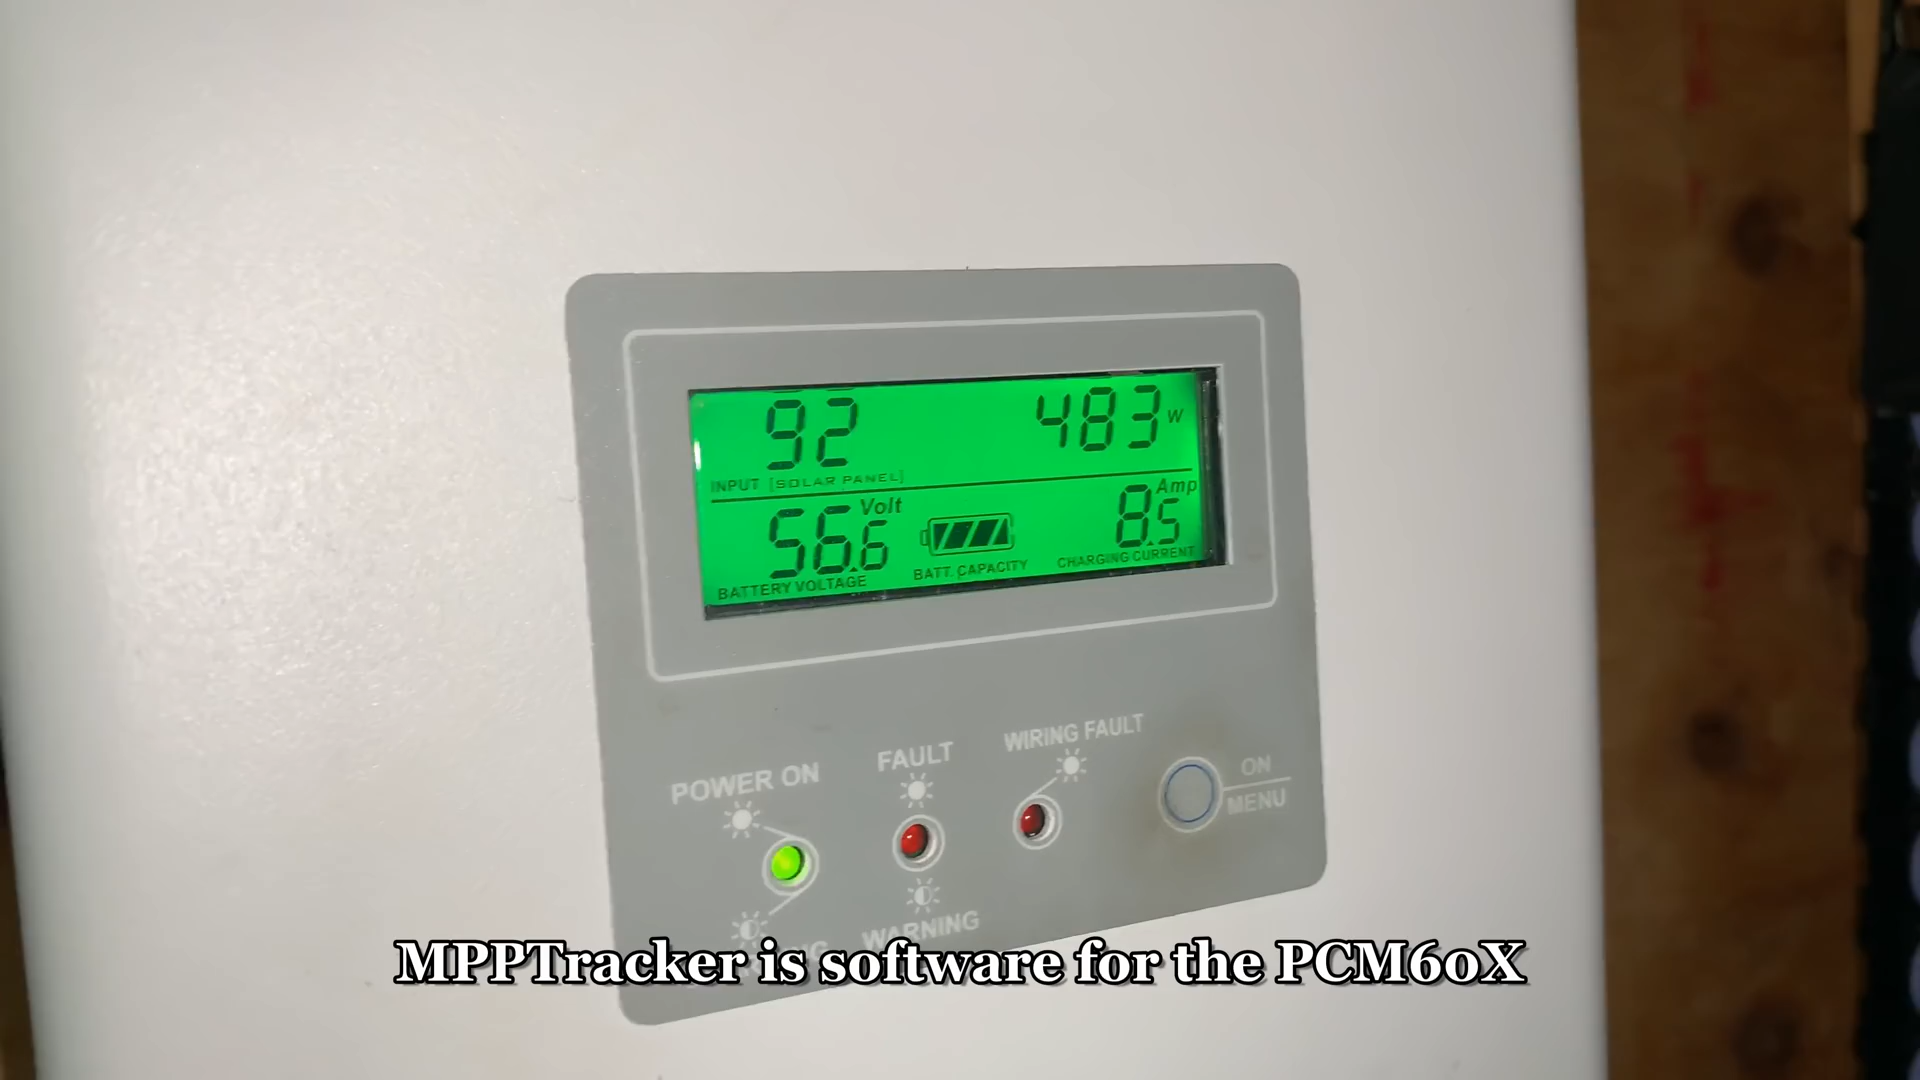 92 483 W
INPUT [SOLAR PANEL]
56.6 Volt 8.5 Amp
BATTERY VOLTAGE BATT. CAPACITY CHARGING CURRENT
POWER ON FAULT WIRING FAULT
ON
MENU
WARNING
MPPTracker is software for the PCM60X